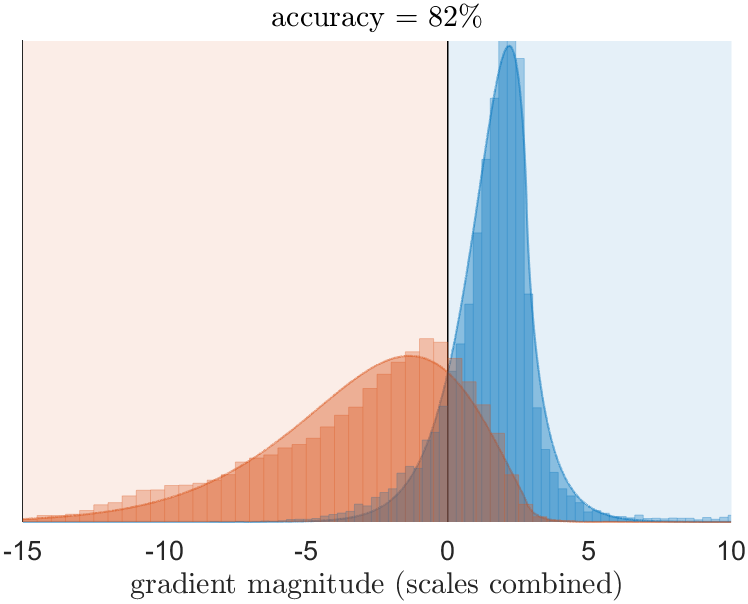 accuracy = 82%
-15 -10 -5 0 5 10
gradient magnitude (scales combined)